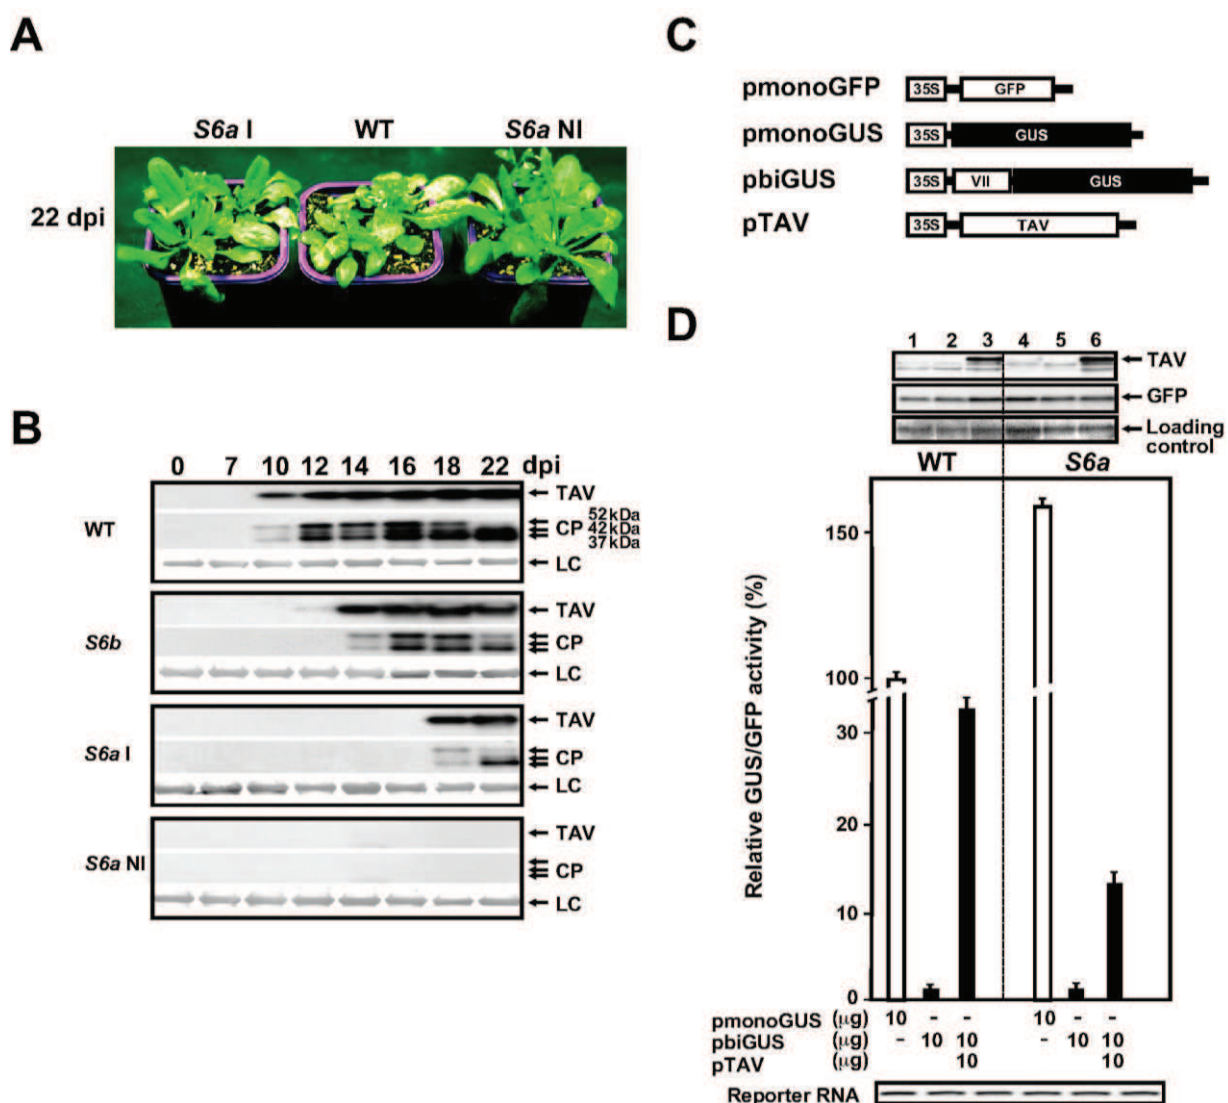 A
S6a I WT S6a NI
22 dpi
B
0 7 10 12 14 16 18 22 dpi
WT
TAV
52kDa
CP 42kDa
37kDa
LC
S6b
TAV
CP
LC
S6a I
TAV
CP
LC
S6a NI
TAV
CP
LC
C
pmonoGFP 35S GFP
pmonoGUS 35S GUS
pbiGUS 35S VII GUS
pTAV 35S TAV
D
1 2 3 4 5 6
TAV
GFP
Loading
control
WT S6a
Relative GUS/GFP activity (%)
150
100
30
20
10
0
pmonoGUS (µg) 10 - - 10 - -
pbiGUS (µg) - 10 10 - 10 10
pTAV (µg) 10 10
Reporter RNA